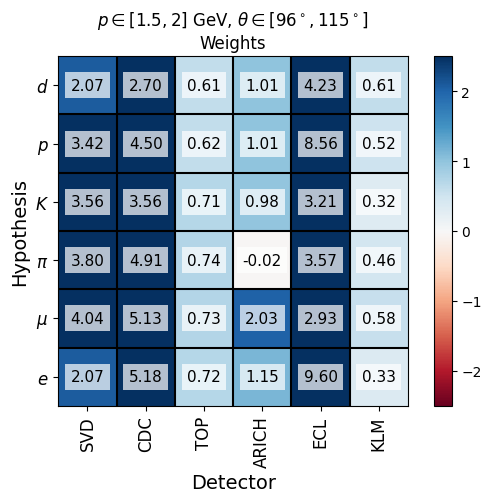 p ∈ [1.5, 2] GeV, θ ∈ [96°, 115°]
Weights
d 2.07 2.70 0.61 1.01 4.23 0.61
p 3.42 4.50 0.62 1.01 8.56 0.52
K 3.56 3.56 0.71 0.98 3.21 0.32
π 3.80 4.91 0.74 -0.02 3.57 0.46
μ 4.04 5.13 0.73 2.03 2.93 0.58
e 2.07 5.18 0.72 1.15 9.60 0.33
SVD CDC TOP ARICH ECL KLM
Detector
Hypothesis
2
1
0
−1
−2